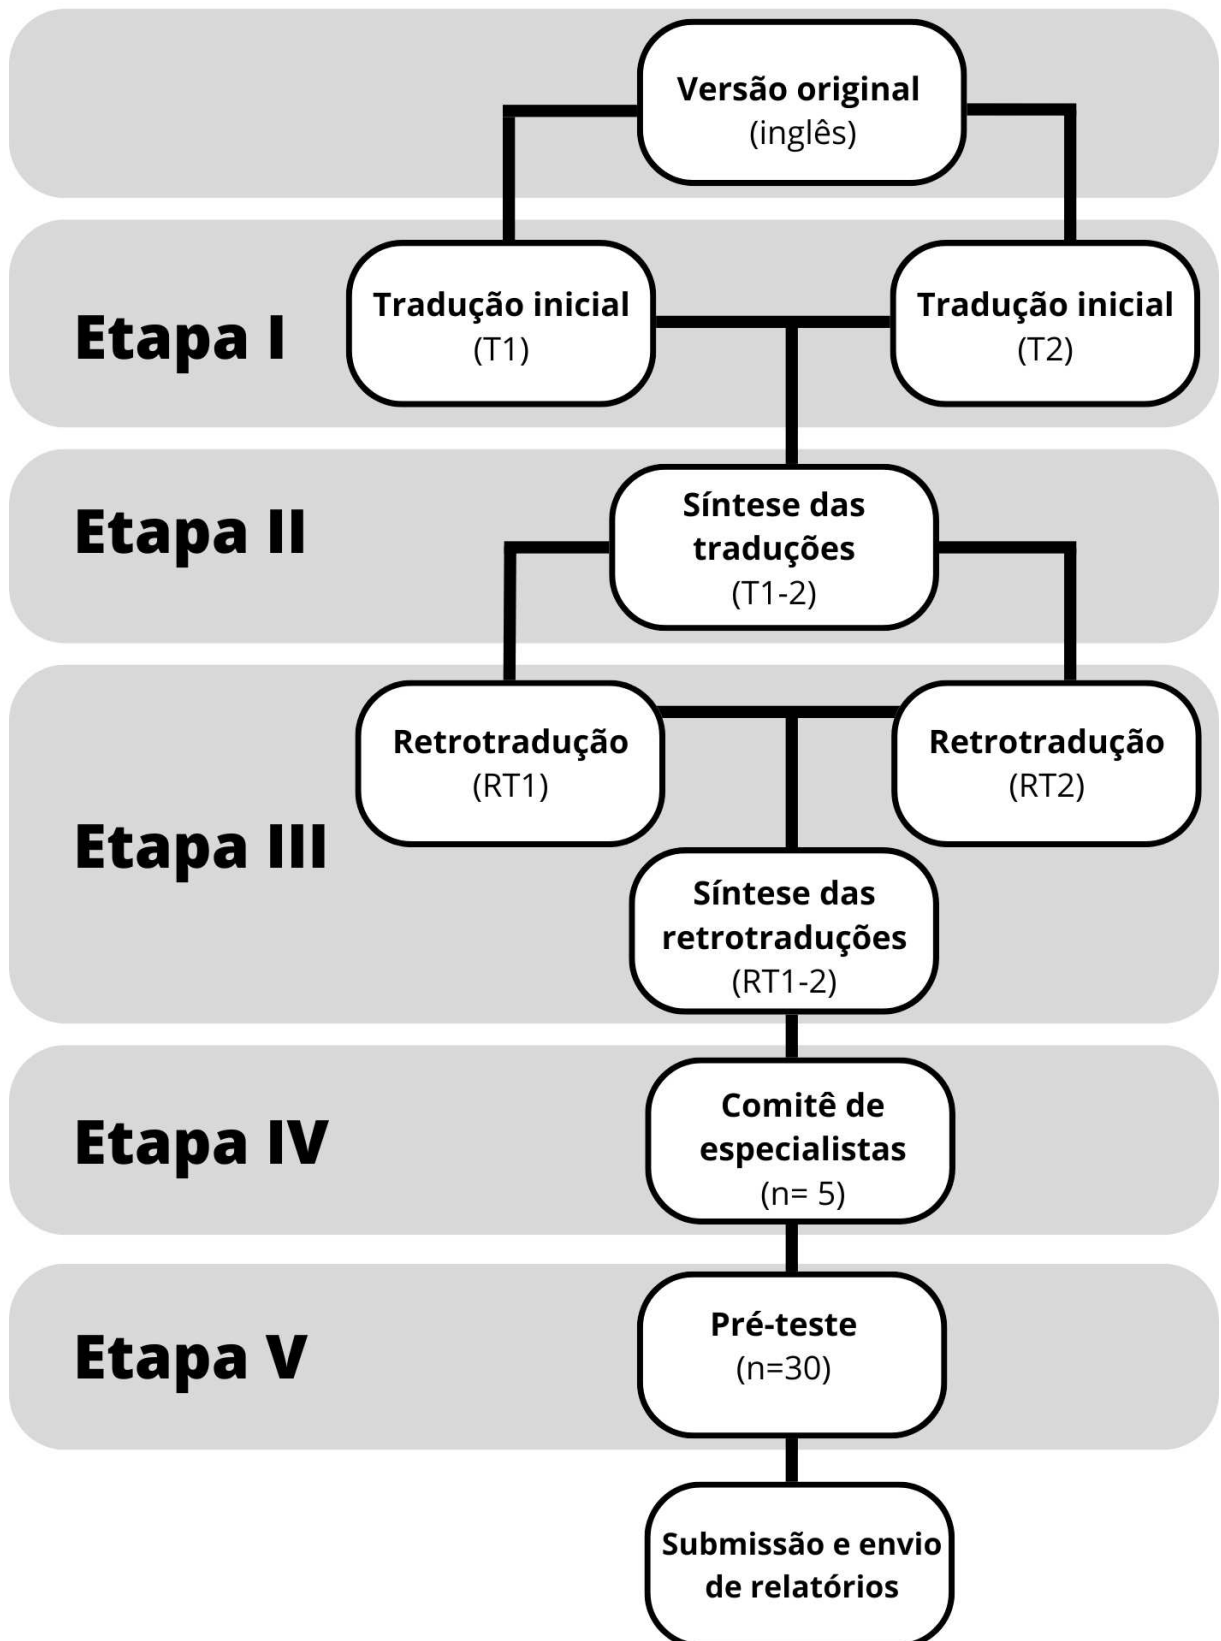 Versão original
(inglês)
Etapa I
Tradução inicial
(T1)
Tradução inicial
(T2)
Etapa II
Síntese das
traduções
(T1-2)
Etapa III
Retrotradução
(RT1)
Retrotradução
(RT2)
Síntese das
retrotraduções
(RT1-2)
Etapa IV
Comitê de
especialistas
(n= 5)
Etapa V
Pré-teste
(n=30)
Submissão e envio
de relatórios